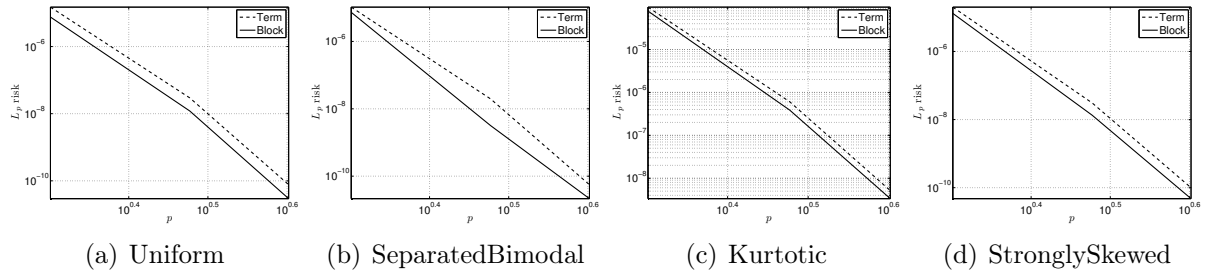 Term
Block
10^-6
10^-8
10^-10
L_p risk
10^0.4
10^0.5
10^0.6
p
(a) Uniform
Term
Block
10^-6
10^-8
10^-10
L_p risk
10^0.4
10^0.5
10^0.6
p
(b) SeparatedBimodal
Term
Block
10^-5
10^-6
10^-7
10^-8
L_p risk
10^0.4
10^0.5
10^0.6
p
(c) Kurtotic
Term
Block
10^-6
10^-8
10^-10
L_p risk
10^0.4
10^0.5
10^0.6
p
(d) StronglySkewed